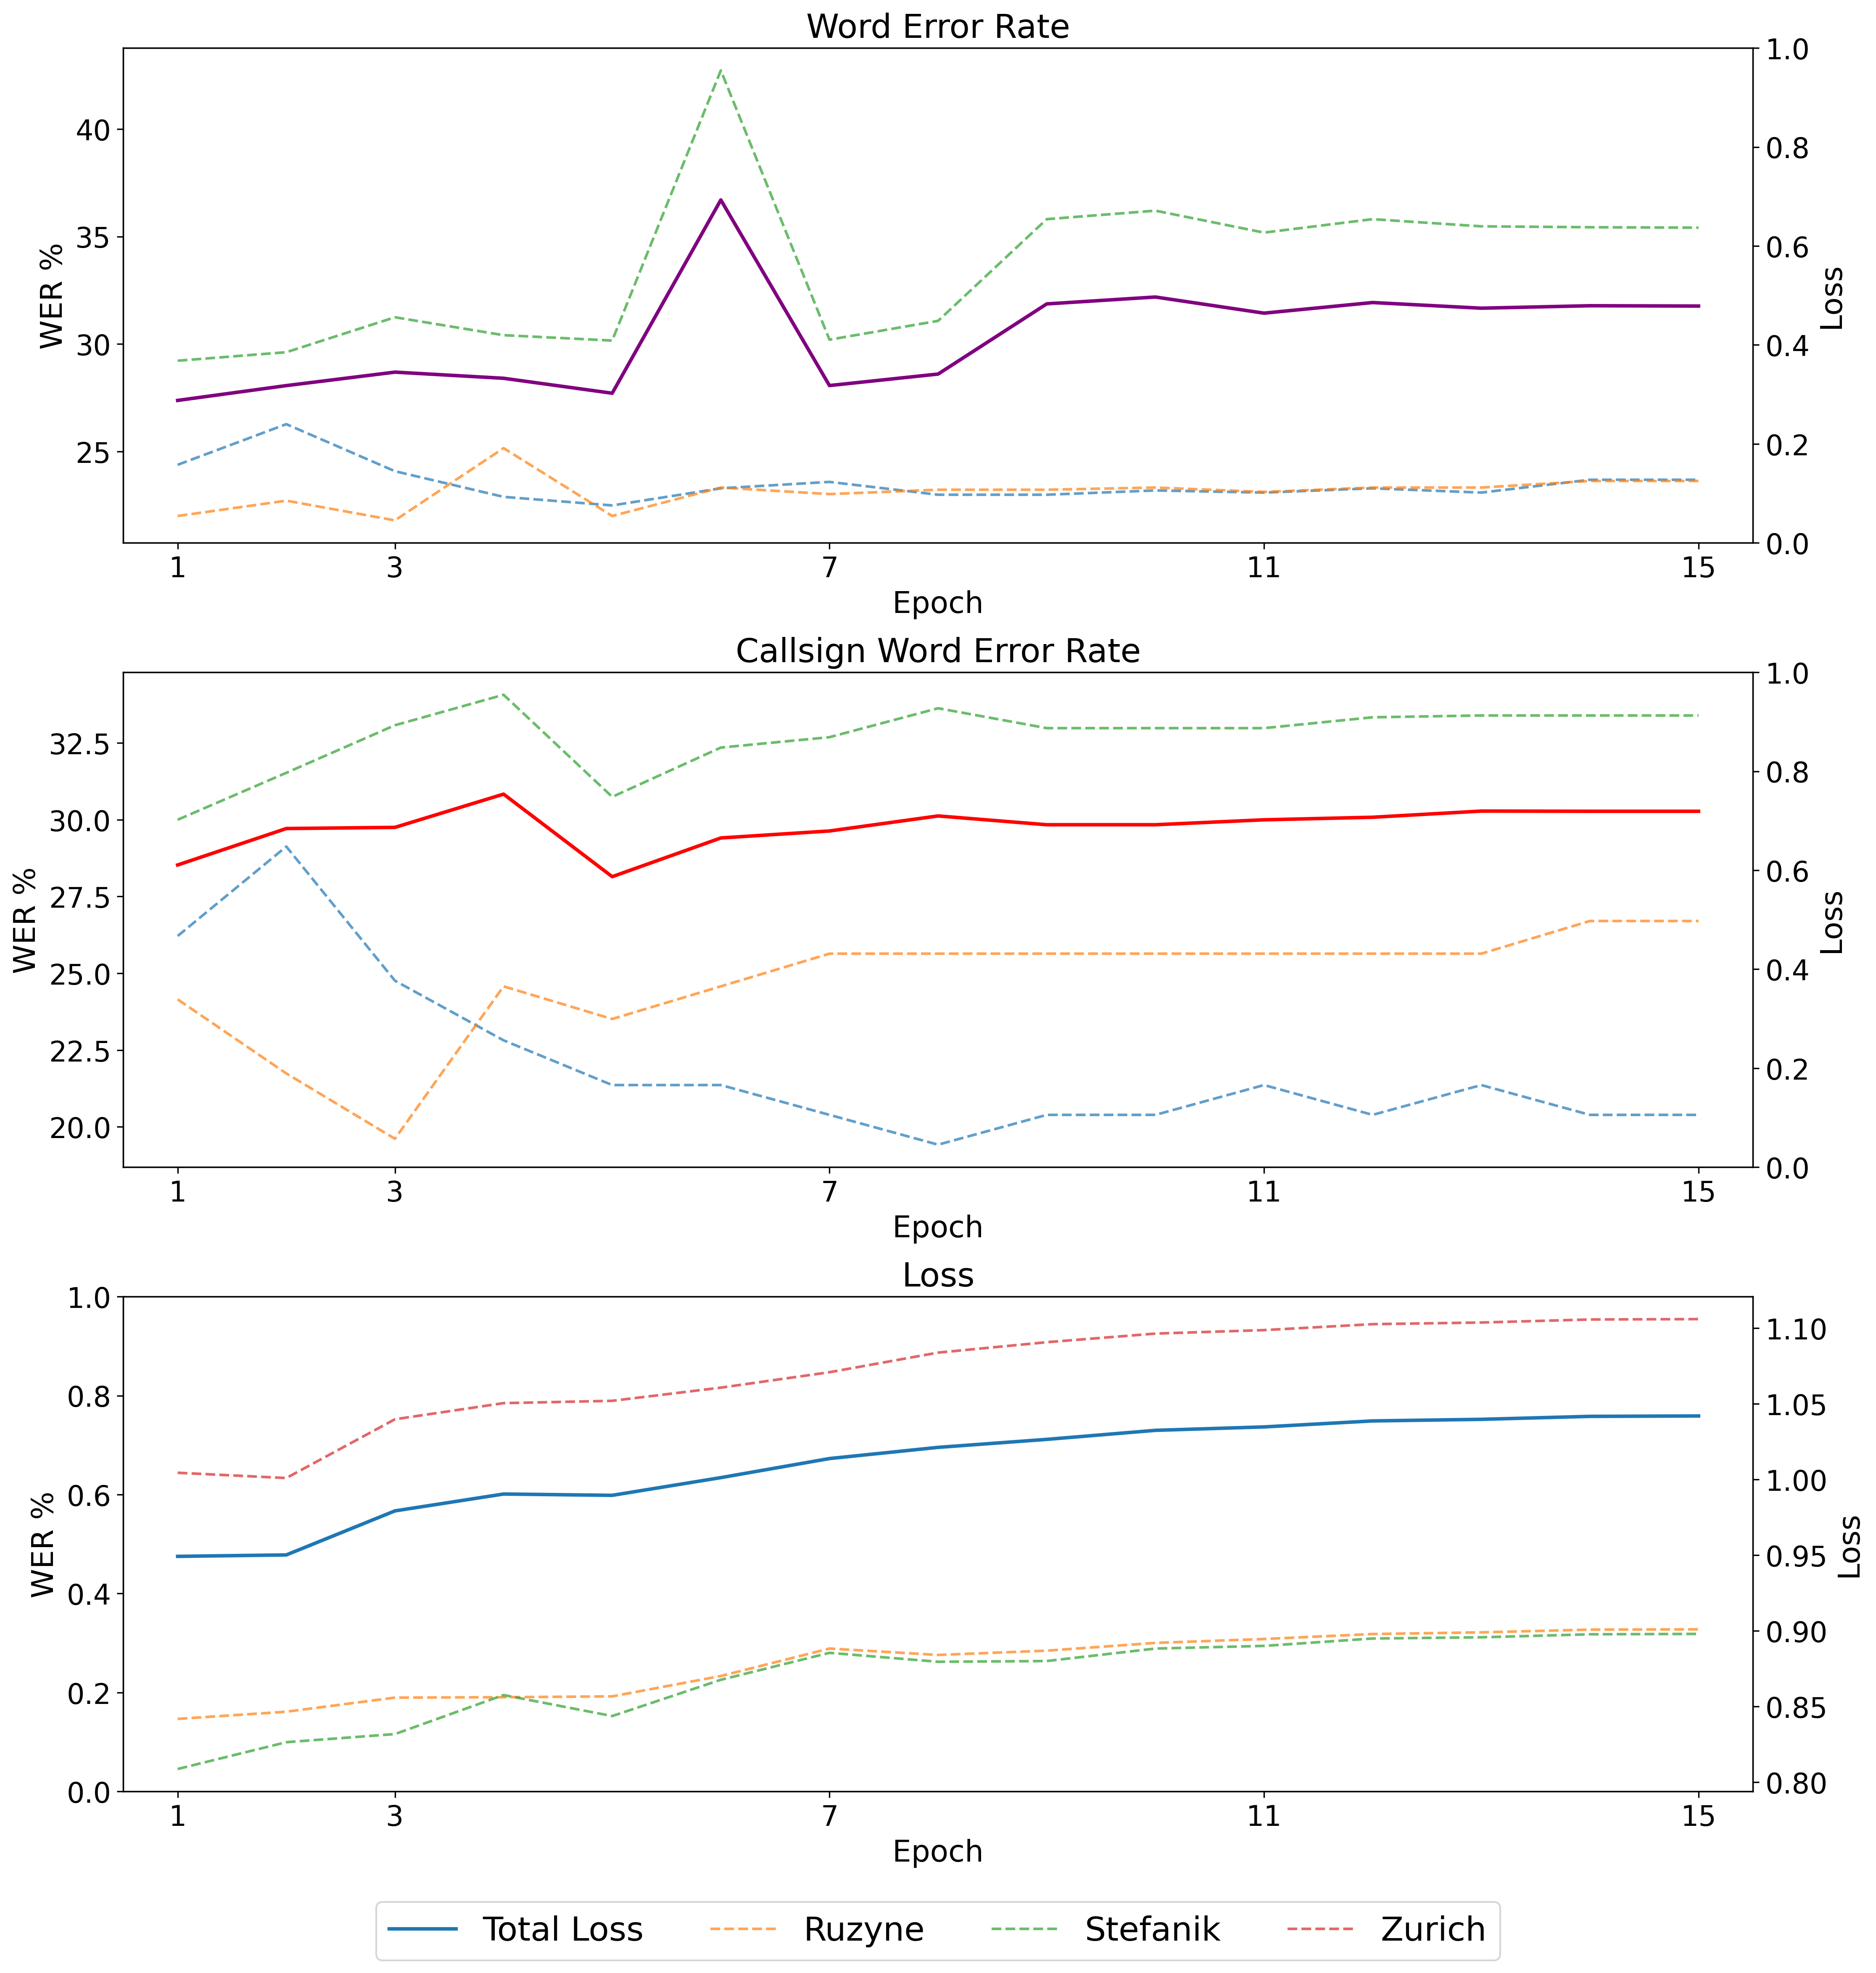 Word Error Rate
WER %
40
35
30
25
1.0
0.8
0.6
0.4
0.2
0.0
Loss
1 3 7 11 15
Epoch
Callsign Word Error Rate
WER %
32.5
30.0
27.5
25.0
22.5
20.0
1.0
0.8
0.6
0.4
0.2
0.0
Loss
1 3 7 11 15
Epoch
Loss
WER %
1.0
0.8
0.6
0.4
0.2
0.0
1.10
1.05
1.00
0.95
0.90
0.85
0.80
Loss
1 3 7 11 15
Epoch
Total Loss Ruzyne Stefanik Zurich